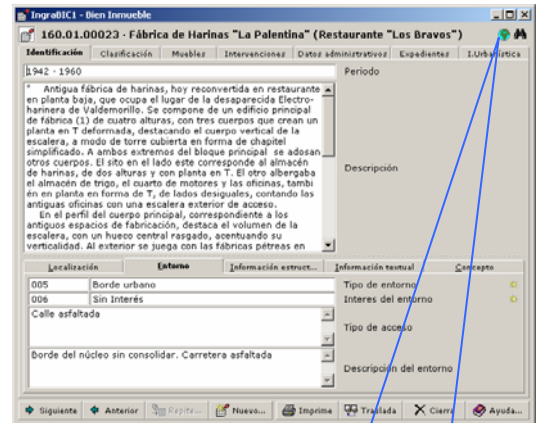 IngraBIC1 - Bien Inmueble
160.01.00023 - Fábrica de Harinas "La Palentina" (Restaurante "Los Bravos")
Identificación Clasificación Muebles Intervenciones Datos administrativos Expedientes I.Urbanística
1942 - 1960 Periodo
" Antigua fábrica de harinas, hoy reconvertida en restaurante
en planta baja, que ocupa el lugar de la desaparecida Electro-
harinera de Valdemorillo. Se compone de un edificio principal
de fábrica (1) de cuatro alturas, con tres cuerpos que crean un
planta en T deformada, destacando el cuerpo vertical de la
escalera, a modo de torre cubierta en forma de chapitel
simplificado. A ambos extremos del bloque principal se adosan
otros cuerpos. El sito en el lado este corresponde al almacén
de harinas, de dos alturas y con planta en T. El otro albergaba
el almacén de trigo, el cuarto de motores y las oficinas, tambi
én en planta en forma de T, de lados desiguales, contando las
antiguas oficinas con una escalera exterior de acceso.
En el perfil del cuerpo principal, correspondiente a los
antiguos espacios de fabricación, destaca el volumen de la
escalera, con un hueco central rasgado, acentuando su
verticalidad. Al exterior se juega con las fábricas pétreas en
Descripción
Localización Entorno Información estruct... Información textual Concepto
005 Borde urbano Tipo de entorno
006 Sin Interés Interes del entorno
Calle asfaltada
Tipo de acceso
Borde del núcleo sin consolidar. Carretera asfaltada
Descripción del entorno
Siguiente Anterior Repite... Nuevo... Imprime Traslada Cierra Ayuda...